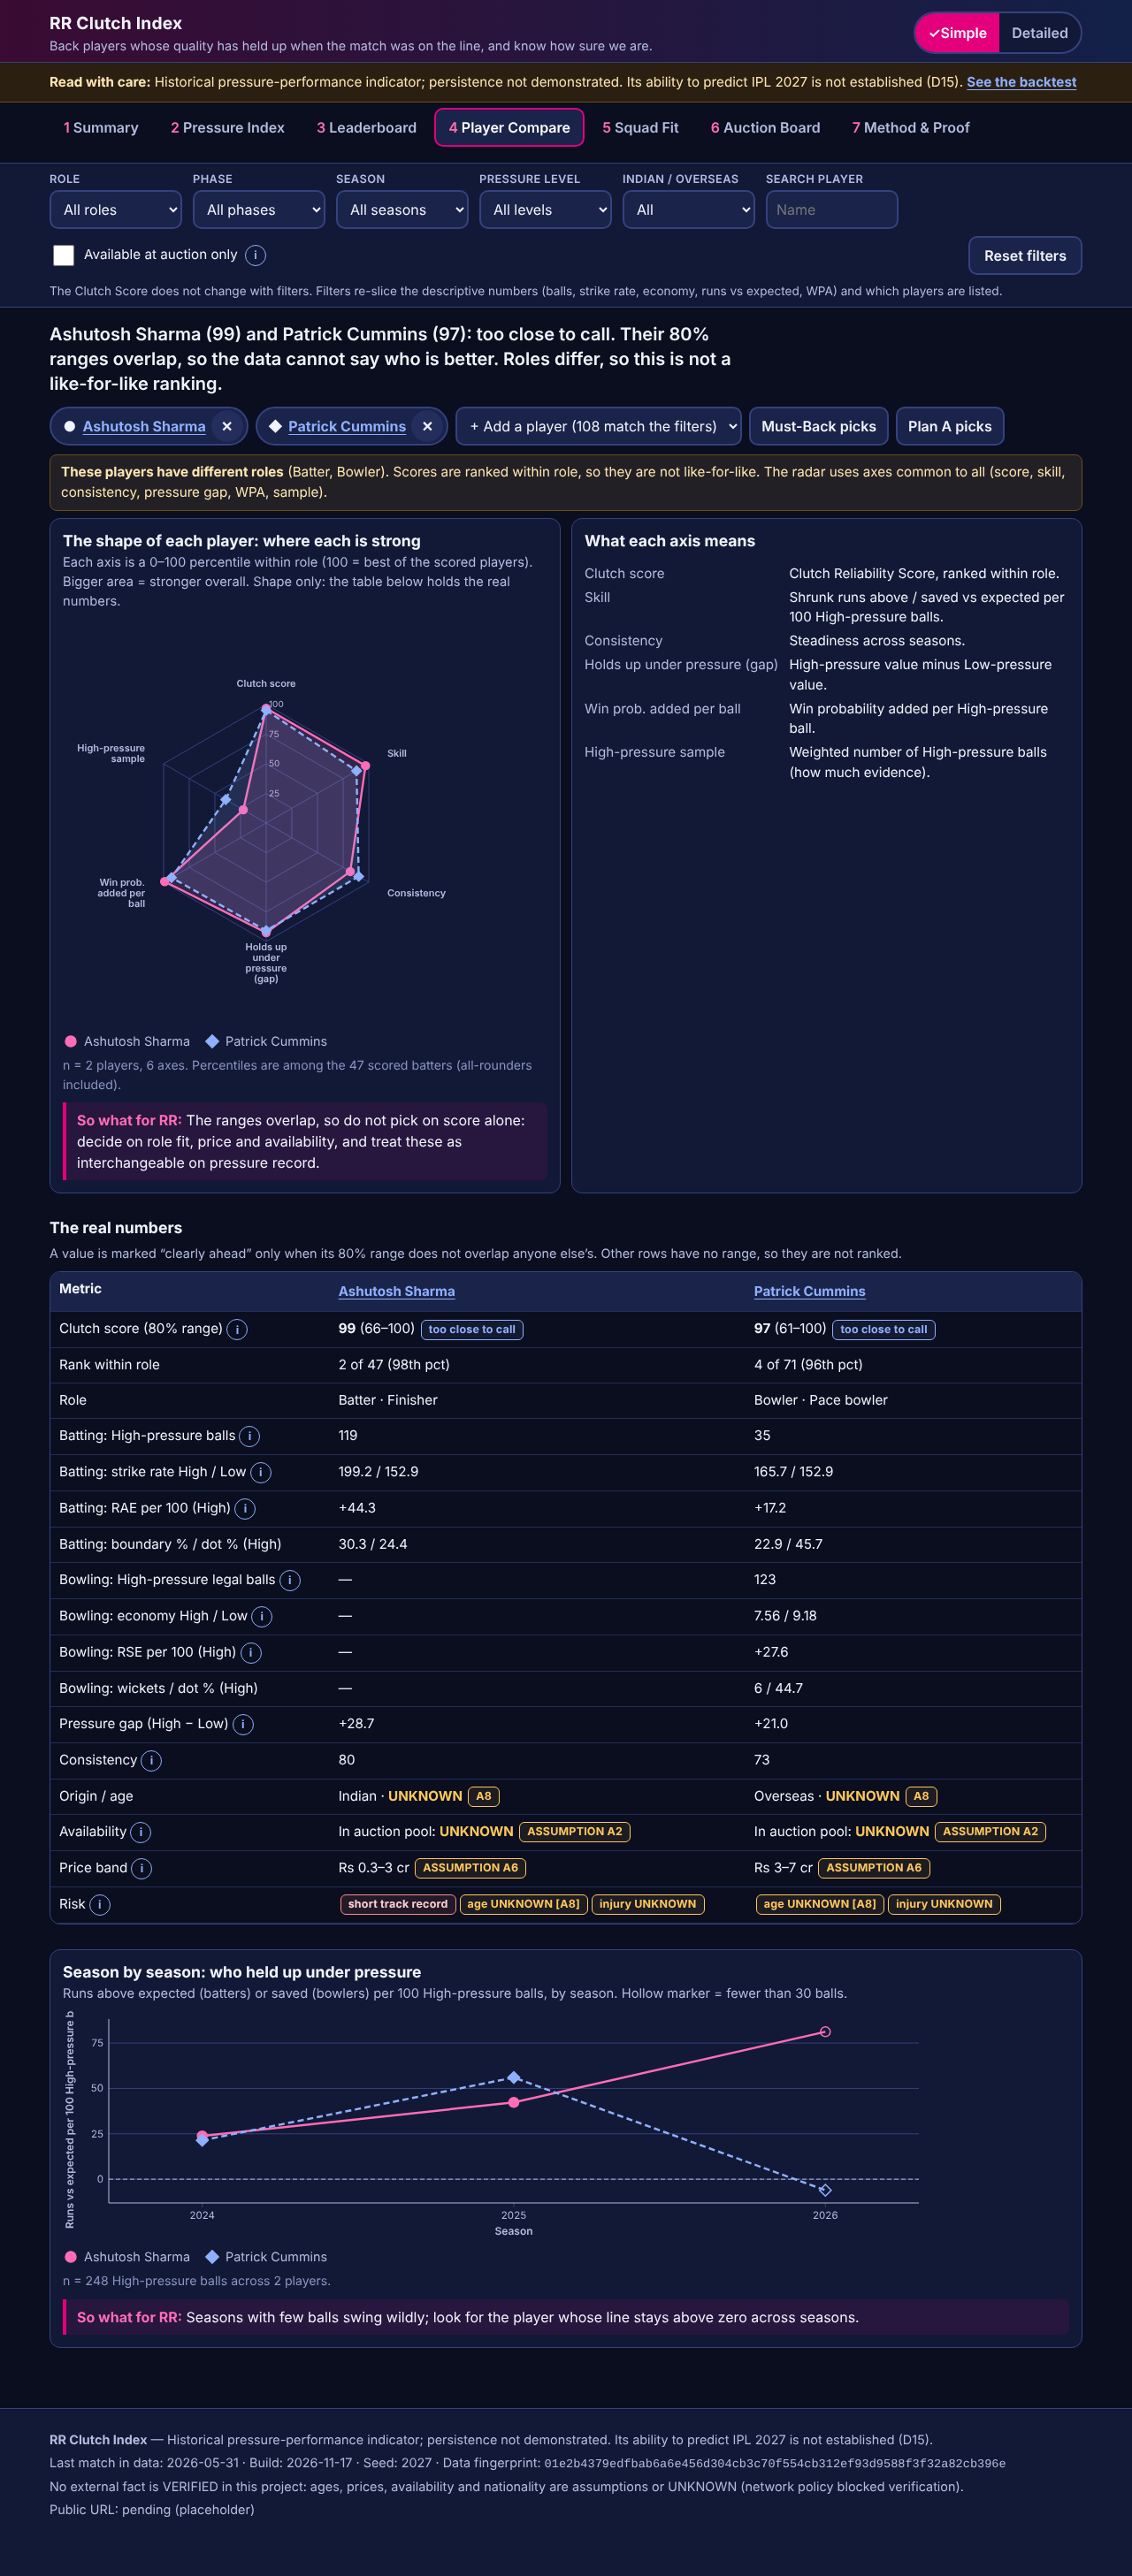 RR Clutch Index
Back players whose quality has held up when the match was on the line, and know how sure we are.
✓Simple Detailed
Read with care: Historical pressure-performance indicator; persistence not demonstrated. Its ability to predict IPL 2027 is not established (D15). See the backtest
1 Summary 2 Pressure Index 3 Leaderboard 4 Player Compare 5 Squad Fit 6 Auction Board 7 Method & Proof
ROLE PHASE SEASON PRESSURE LEVEL INDIAN / OVERSEAS SEARCH PLAYER
All roles All phases All seasons All levels All Name
Available at auction only i Reset filters
The Clutch Score does not change with filters. Filters re-slice the descriptive numbers (balls, strike rate, economy, runs vs expected, WPA) and which players are listed.
Ashutosh Sharma (99) and Patrick Cummins (97): too close to call. Their 80%
ranges overlap, so the data cannot say who is better. Roles differ, so this is not a
like-for-like ranking.
Ashutosh Sharma ✕ Patrick Cummins ✕ + Add a player (108 match the filters) Must-Back picks Plan A picks
These players have different roles (Batter, Bowler). Scores are ranked within role, so they are not like-for-like. The radar uses axes common to all (score, skill,
consistency, pressure gap, WPA, sample).
The shape of each player: where each is strong
Each axis is a 0–100 percentile within role (100 = best of the scored players).
Bigger area = stronger overall. Shape only: the table below holds the real
numbers.
Clutch score
100
75
50
25
Skill
Consistency
Holds up
under
pressure
(gap)
Win prob.
added per
ball
High-pressure
sample
Ashutosh Sharma Patrick Cummins
n = 2 players, 6 axes. Percentiles are among the 47 scored batters (all-rounders
included).
So what for RR: The ranges overlap, so do not pick on score alone:
decide on role fit, price and availability, and treat these as
interchangeable on pressure record.
What each axis means
Clutch score Clutch Reliability Score, ranked within role.
Skill Shrunk runs above / saved vs expected per
100 High-pressure balls.
Consistency Steadiness across seasons.
Holds up under pressure (gap) High-pressure value minus Low-pressure
value.
Win prob. added per ball Win probability added per High-pressure
ball.
High-pressure sample Weighted number of High-pressure balls
(how much evidence).
The real numbers
A value is marked “clearly ahead” only when its 80% range does not overlap anyone else’s. Other rows have no range, so they are not ranked.
Metric Ashutosh Sharma Patrick Cummins
Clutch score (80% range) i 99 (66–100) too close to call 97 (61–100) too close to call
Rank within role 2 of 47 (98th pct) 4 of 71 (96th pct)
Role Batter · Finisher Bowler · Pace bowler
Batting: High-pressure balls i 119 35
Batting: strike rate High / Low i 199.2 / 152.9 165.7 / 152.9
Batting: RAE per 100 (High) i +44.3 +17.2
Batting: boundary % / dot % (High) 30.3 / 24.4 22.9 / 45.7
Bowling: High-pressure legal balls i — 123
Bowling: economy High / Low i — 7.56 / 9.18
Bowling: RSE per 100 (High) i — +27.6
Bowling: wickets / dot % (High) — 6 / 44.7
Pressure gap (High − Low) i +28.7 +21.0
Consistency i 80 73
Origin / age Indian · UNKNOWN A8 Overseas · UNKNOWN A8
Availability i In auction pool: UNKNOWN ASSUMPTION A2 In auction pool: UNKNOWN ASSUMPTION A2
Price band i Rs 0.3–3 cr ASSUMPTION A6 Rs 3–7 cr ASSUMPTION A6
Risk i short track record age UNKNOWN [A8] injury UNKNOWN age UNKNOWN [A8] injury UNKNOWN
Season by season: who held up under pressure
Runs above expected (batters) or saved (bowlers) per 100 High-pressure balls, by season. Hollow marker = fewer than 30 balls.
Runs vs expected per 100 High-pressure b
75
50
25
0
2024 2025 2026
Season
Ashutosh Sharma Patrick Cummins
n = 248 High-pressure balls across 2 players.
So what for RR: Seasons with few balls swing wildly; look for the player whose line stays above zero across seasons.
RR Clutch Index — Historical pressure-performance indicator; persistence not demonstrated. Its ability to predict IPL 2027 is not established (D15).
Last match in data: 2026-05-31 · Build: 2026-11-17 · Seed: 2027 · Data fingerprint: 01e2b4379edfbab6a6e456d304cb3c70f554cb312ef93d9588f3f32a82cb396e
No external fact is VERIFIED in this project: ages, prices, availability and nationality are assumptions or UNKNOWN (network policy blocked verification).
Public URL: pending (placeholder)